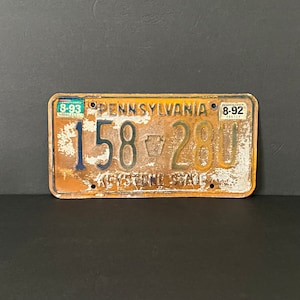 8-93 PENNSYLVANIA 8-92
158 280
KEYSTONE STATE